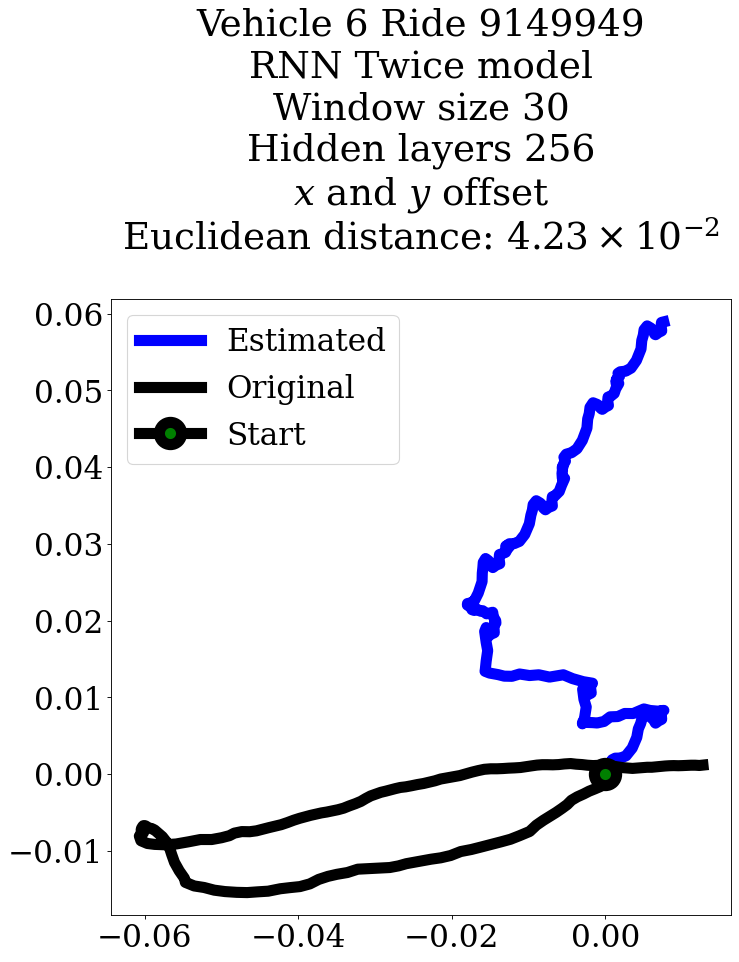 Vehicle 6 Ride 9149949
RNN Twice model
Window size 30
Hidden layers 256
x and y offset
Euclidean distance: 4.23 × 10⁻²
0.06
0.05
0.04
0.03
0.02
0.01
0.00
−0.01
Estimated
Original
Start
−0.06
−0.04
−0.02
0.00